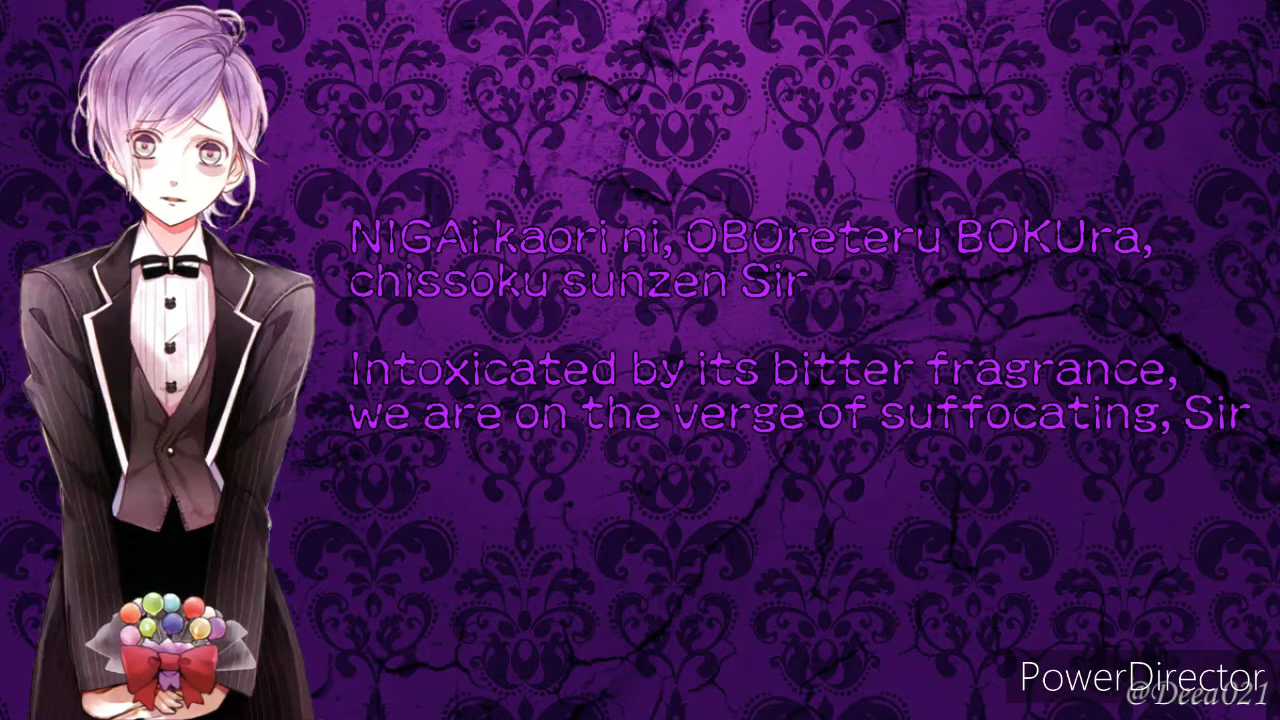 NIGAi kaori ni, OBOreteru BOKUra,
chissoku sunzen Sir
Intoxicated by its bitter fragrance,
we are on the verge of suffocating, Sir
PowerDirector
@Deea021